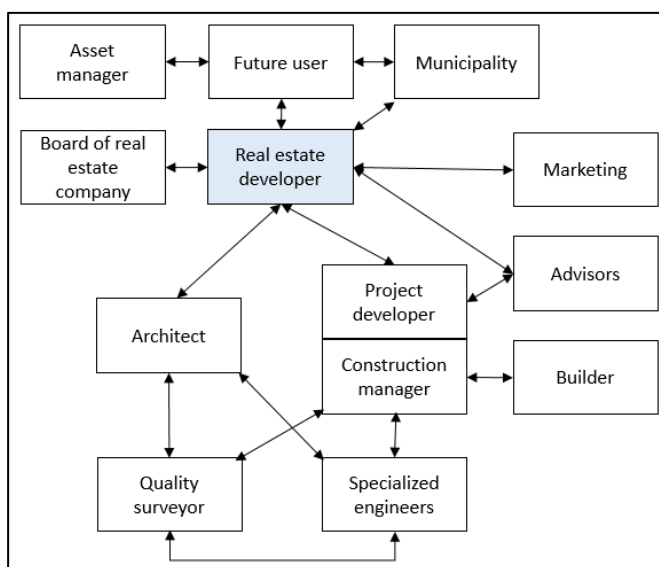 Asset
manager
Future user
Municipality
Board of real
estate
company
Real estate
developer
Marketing
Advisors
Project
developer
Architect
Construction
manager
Builder
Quality
surveyor
Specialized
engineers